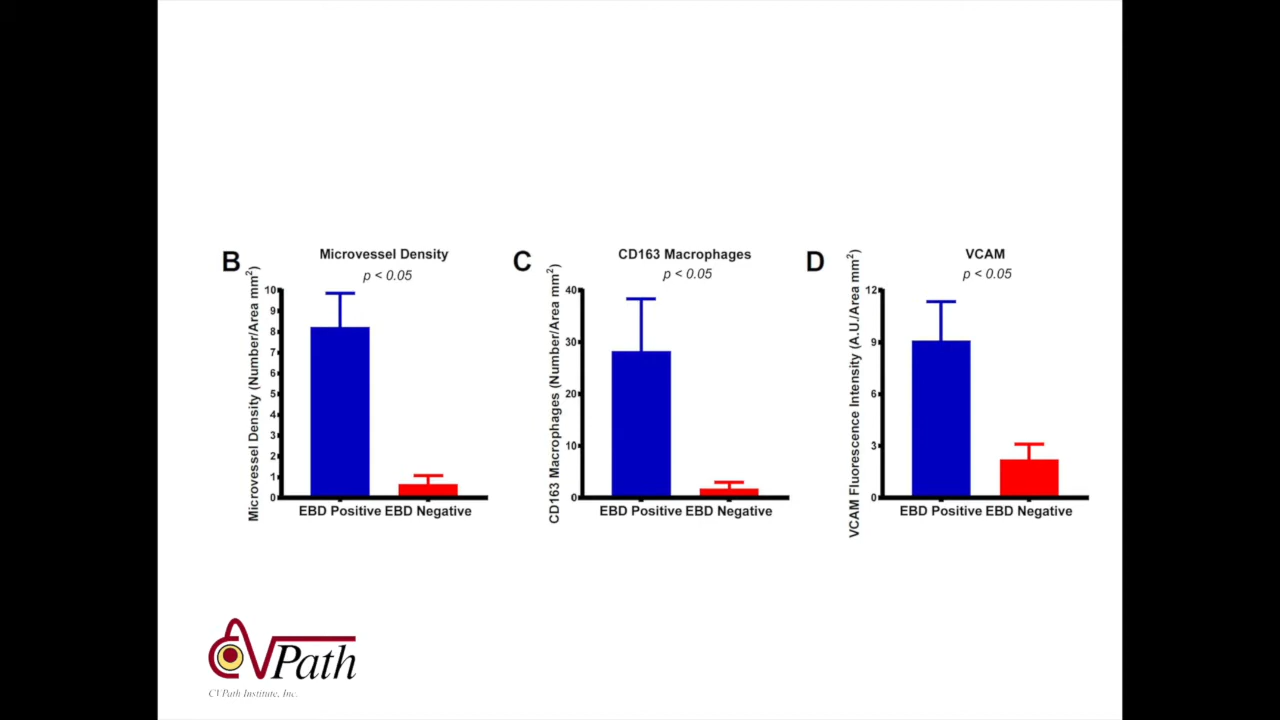 B
Microvessel Density
p < 0.05
Microvessel Density (Number/Area mm²)
10
9
8
7
6
5
4
3
2
1
0
EBD Positive EBD Negative
C
CD163 Macrophages
p < 0.05
CD163 Macrophages (Number/Area mm²)
40
30
20
10
0
EBD Positive EBD Negative
D
VCAM
p < 0.05
VCAM Fluorescence Intensity (A.U./Area mm²)
12
9
6
3
0
EBD Positive EBD Negative
CVPath
CVPath Institute, Inc.